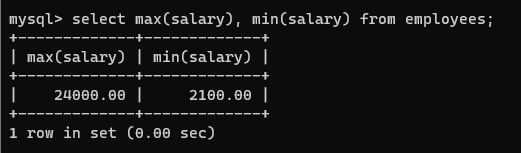 mysql> select max(salary), min(salary) from employees;
+-------------+-------------+
| max(salary) | min(salary) |
+-------------+-------------+
|    24000.00 |     2100.00 |
+-------------+-------------+
1 row in set (0.00 sec)